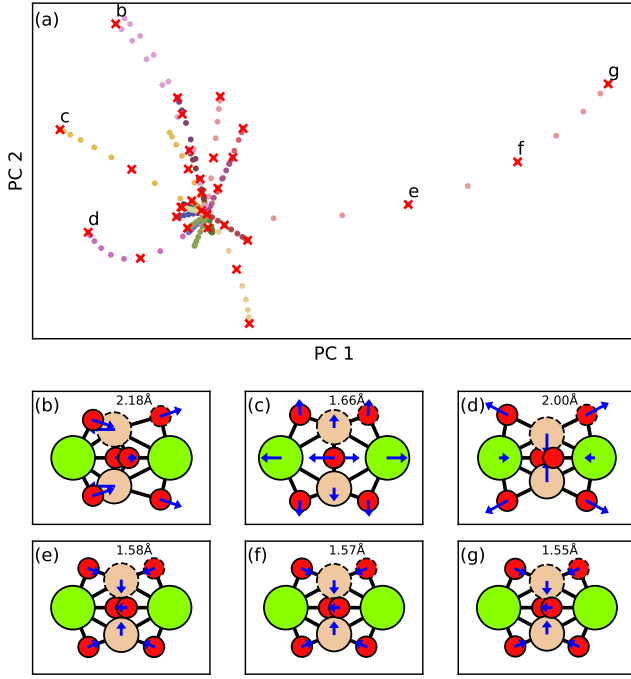 (a)
b
g
c
f
e
d
PC 2
PC 1
(b) 2.18Å
(c) 1.66Å
(d) 2.00Å
(e) 1.58Å
(f) 1.57Å
(g) 1.55Å